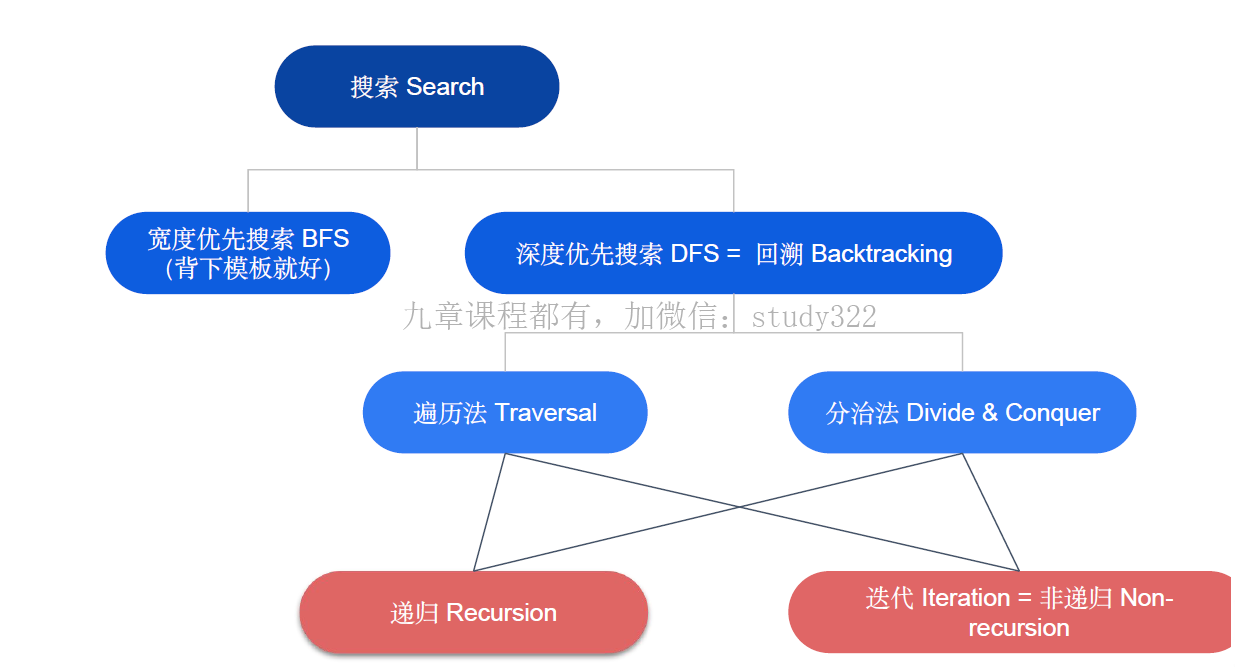 搜索 Search
宽度优先搜索 BFS
（背下模板就好）
深度优先搜索 DFS = 回溯 Backtracking
九章课程都有，加微信：study322
遍历法 Traversal
分治法 Divide & Conquer
递归 Recursion
迭代 Iteration = 非递归 Non-
recursion